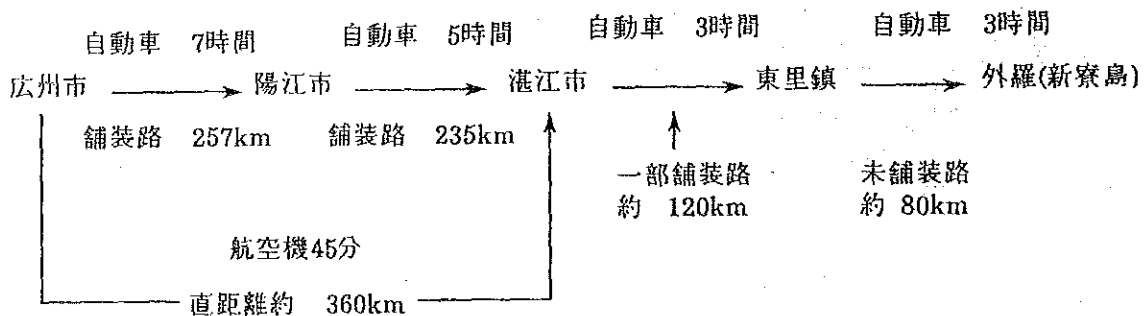 自動車 7時間 自動車 5時間 自動車 3時間 自動車 3時間
広州市 陽江市 湛江市 東里鎮 外羅(新寮島)
舗装路 257km 舗装路 235km
一部舗装路 未舗装路
約 120km 約 80km
航空機45分
直距離約 360km